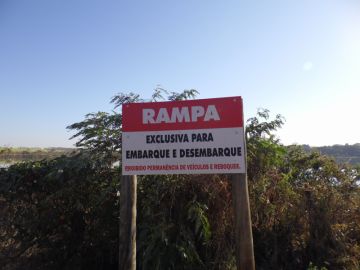 RAMPA
EXCLUSIVA PARA
EMBARQUE E DESEMBARQUE
PROIBIDO PERMANÊNCIA DE VEÍCULOS E REBOQUES.